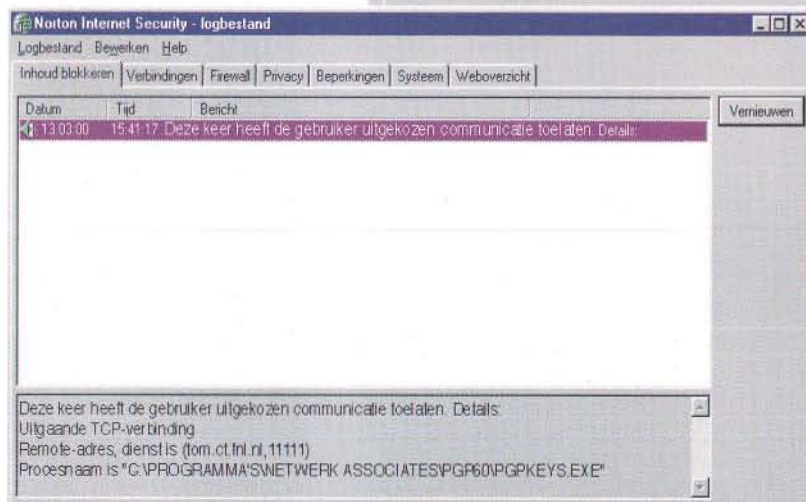 Norton Internet Security - logbestand
Logbestand Bewerken Help
Inhoud blokkeren Verbindingen Firewall Privacy Beperkingen Systeem Weboverzicht
Datum Tijd Bericht
Vernieuwen
13.03.00 15:41:17 Deze keer heeft de gebruiker uitgekozen communicatie toelaten. Details:
Deze keer heeft de gebruiker uitgekozen communicatie toelaten. Details:
Uitgaande TCP-verbinding
Remote-adres, dienst is (tom.ct.fnl.nl,11111)
Procesnaam is "C:\PROGRAMMA'S\NETWERK ASSOCIATES\PGP60\PGPKEYS.EXE"